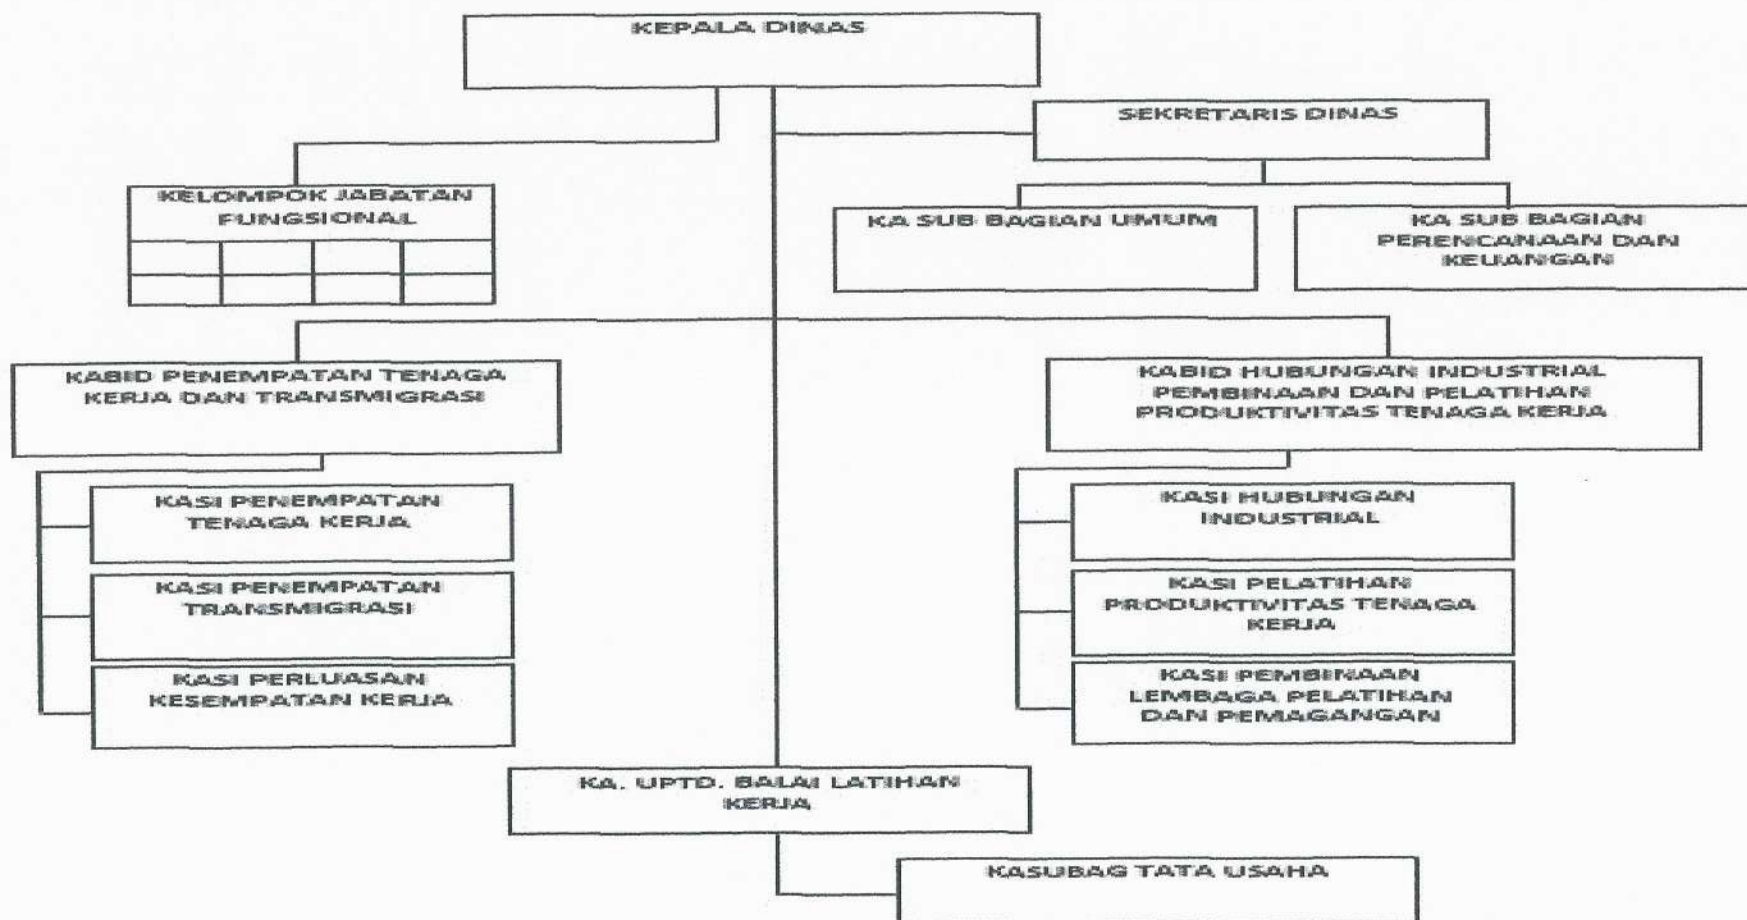 KEPALA DINAS
SEKRETARIS DINAS
KELOMPOK JABATAN
FUNGSIONAL
KA SUB BAGIAN UMUM
KA SUB BAGIAN
PERENCANAAN DAN
KEUANGAN
KABID PENEMPATAN TENAGA
KERJA DAN TRANSMIGRASI
KABID HUBUNGAN INDUSTRIAL
PEMBINAAN DAN PELATIHAN
PRODUKTIVITAS TENAGA KERJA
KASI PENEMPATAN
TENAGA KERJA
KASI PENEMPATAN
TRANSMIGRASI
KASI PERLUASAN
KESEMPATAN KERJA
KASI HUBUNGAN
INDUSTRIAL
KASI PELATIHAN
PRODUKTIVITAS TENAGA
KERJA
KASI PEMBINAAN
LEMBAGA PELATIHAN
DAN PEMAGANGAN
KA. UPTD. BALAI LATIHAN
KERJA
KASUBAG TATA USAHA